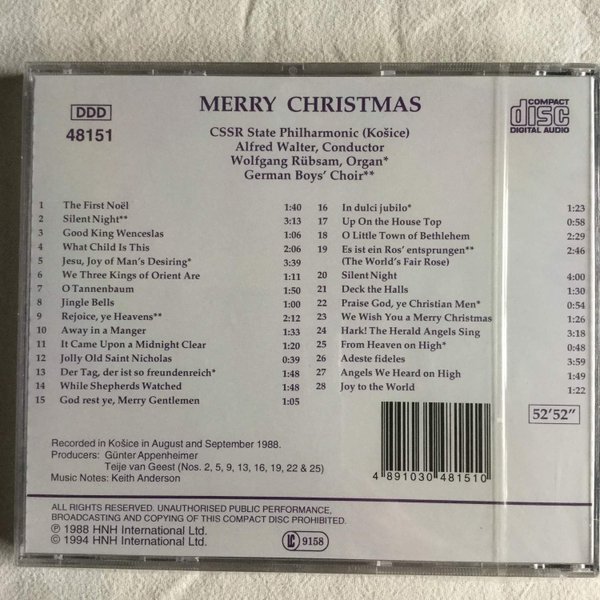 DDD
48151
MERRY CHRISTMAS
COMPACT
disc
DIGITAL AUDIO
CSSR State Philharmonic (Košice)
Alfred Walter, Conductor
Wolfgang Rübsam, Organ*
German Boys' Choir**
1 The First Noël 1:40
2 Silent Night** 3:13
3 Good King Wenceslas 1:06
4 What Child Is This 2:06
5 Jesu, Joy of Man's Desiring* 3:39
6 We Three Kings of Orient Are 1:11
7 O Tannenbaum 1:50
8 Jingle Bells 1:00
9 Rejoice, ye Heavens** 2:12
10 Away in a Manger 1:33
11 It Came Upon a Midnight Clear 1:20
12 Jolly Old Saint Nicholas 0:39
13 Der Tag, der ist so freundenreich* 1:48
14 While Shepherds Watched 1:48
15 God rest ye, Merry Gentlemen 1:05
16 In dulci jubilo* 1:23
17 Up On the House Top 0:58
18 O Little Town of Bethlehem 2:29
19 Es ist ein Ros' entsprungen** 2:46
(The World's Fair Rose)
20 Silent Night 4:00
21 Deck the Halls 1:30
22 Praise God, ye Christian Men* 0:54
23 We Wish You a Merry Christmas 1:26
24 Hark! The Herald Angels Sing 3:18
25 From Heaven on High* 0:48
26 Adeste fideles 3:59
27 Angels We Heard on High 1:49
28 Joy to the World 1:22
52'52"
Recorded in Košice in August and September 1988.
Producers: Günter Appenheimer
Teije van Geest (Nos. 2, 5, 9, 13, 16, 19, 22 & 25)
Music Notes: Keith Anderson
4 891030 481510
ALL RIGHTS RESERVED. UNAUTHORISED PUBLIC PERFORMANCE,
BROADCASTING AND COPYING OF THIS COMPACT DISC PROHIBITED.
℗ 1988 HNH International Ltd.
© 1994 HNH International Ltd.
LC 9158